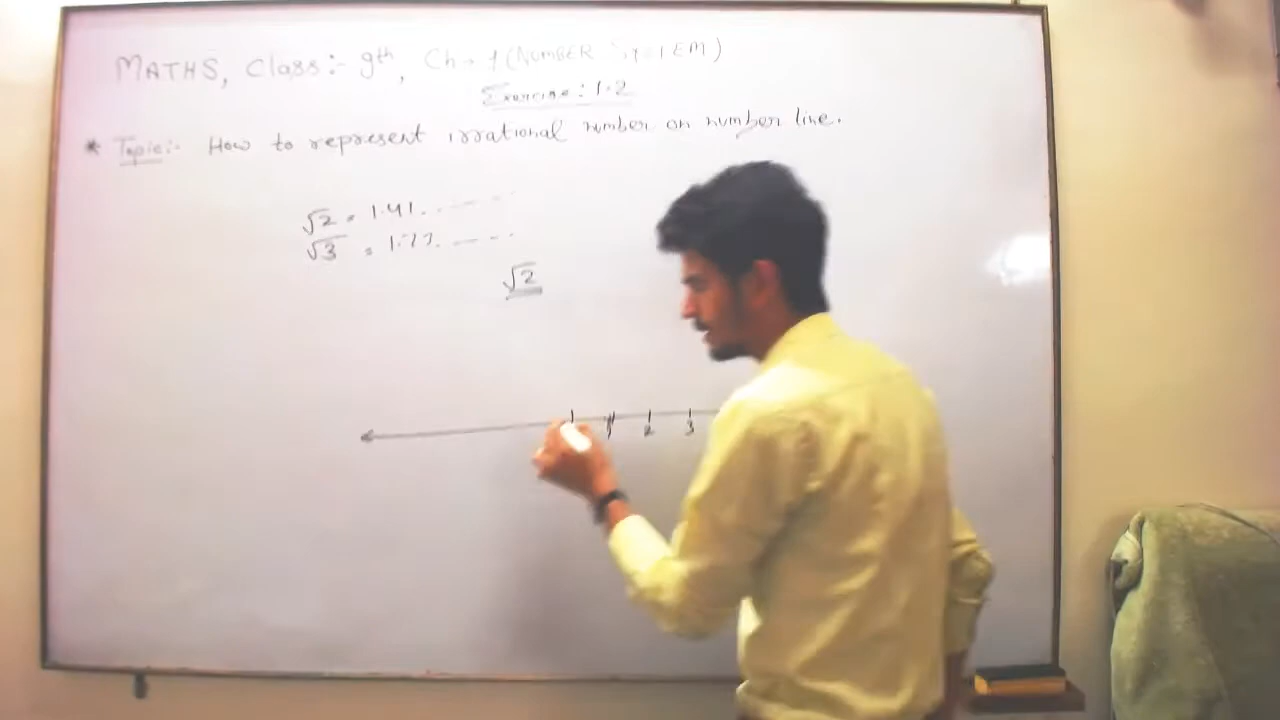 MATHS, Class:- 9th, Ch - 1 (NUMBER SYSTEM)
Exercise: 1.2
* Topic:- How to represent irrational number on number line.
√2 = 1.41. - - - -
√3 = 1.77. - - - .
√2
1 2 3